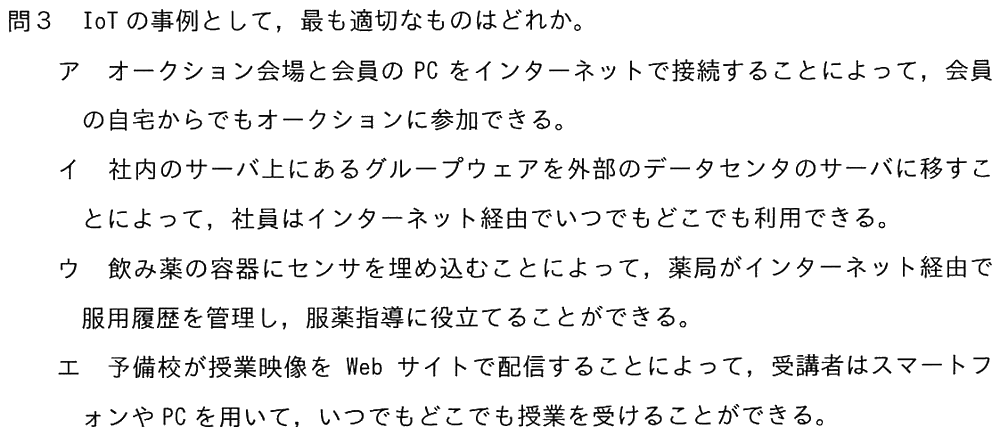 問３　IoTの事例として，最も適切なものはどれか。
ア　オークション会場と会員の PC をインターネットで接続することによって，会員
の自宅からでもオークションに参加できる。
イ　社内のサーバ上にあるグループウェアを外部のデータセンタのサーバに移すこ
とによって，社員はインターネット経由でいつでもどこでも利用できる。
ウ　飲み薬の容器にセンサを埋め込むことによって，薬局がインターネット経由で
服用履歴を管理し，服薬指導に役立てることができる。
エ　予備校が授業映像を Web サイトで配信することによって，受講者はスマートフ
ォンや PC を用いて，いつでもどこでも授業を受けることができる。